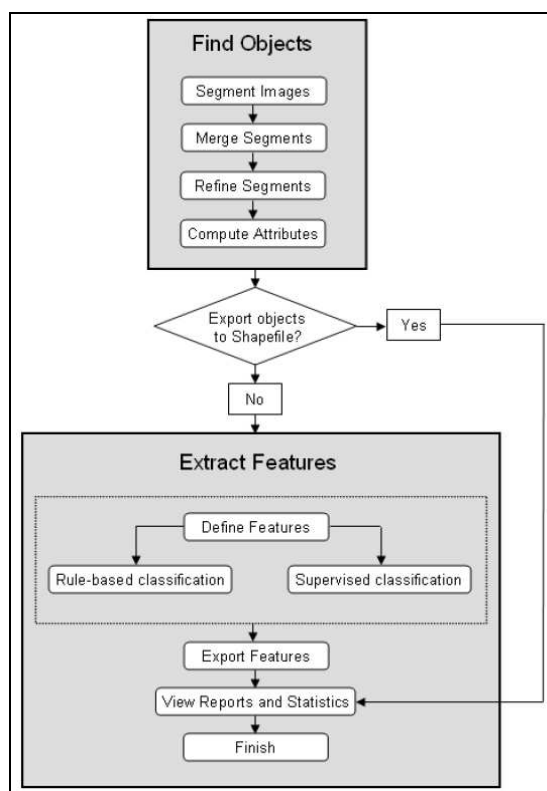 Find Objects
Segment Images
Merge Segments
Refine Segments
Compute Attributes
Export objects
to Shapefile?
Yes
No
Extract Features
Define Features
Rule-based classification
Supervised classification
Export Features
View Reports and Statistics
Finish